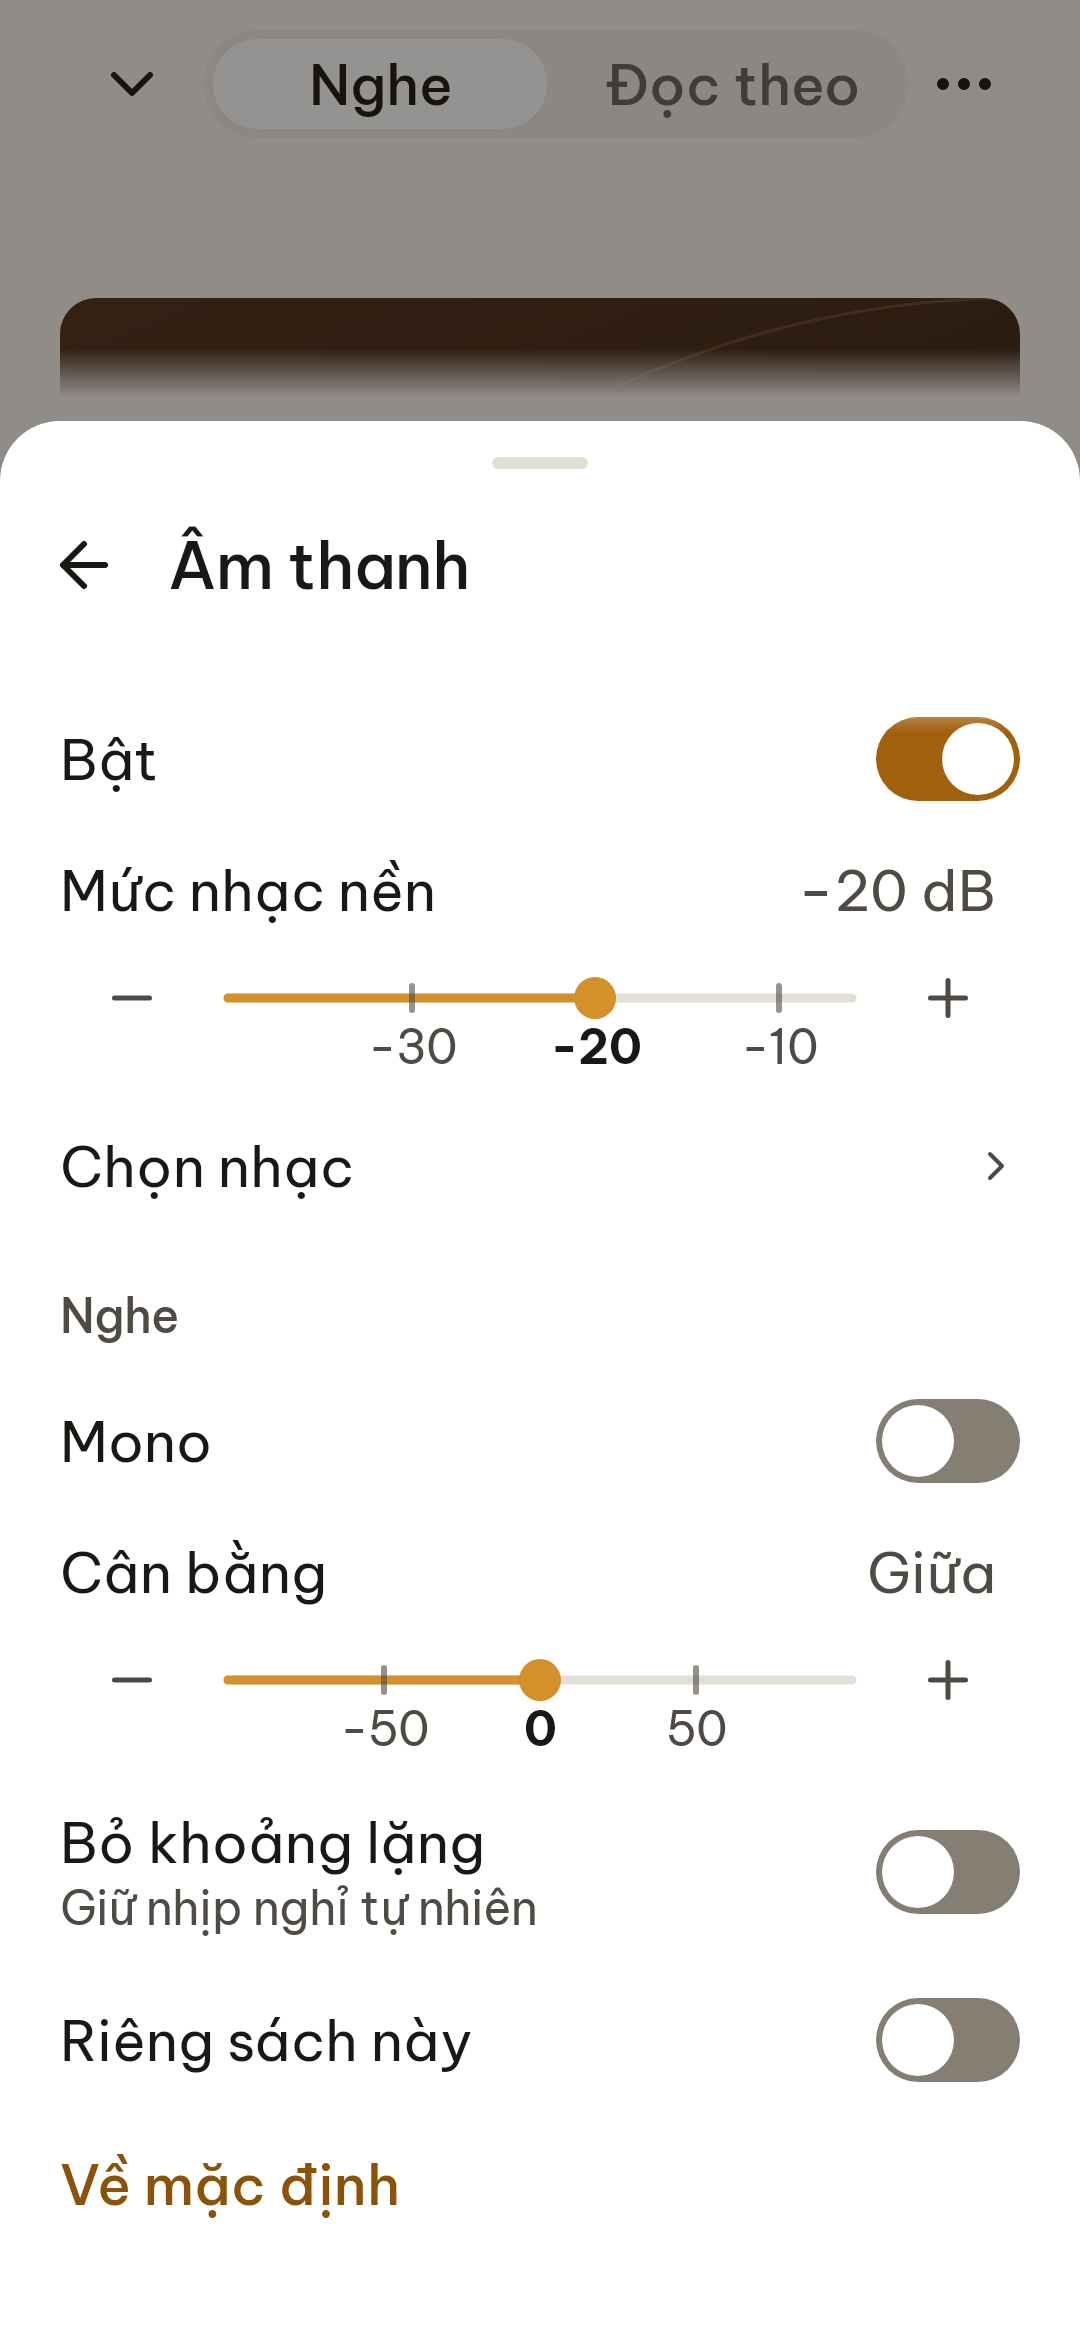 Nghe Đọc theo
Âm thanh
Bật
Mức nhạc nền -20 dB
-30 -20 -10
Chọn nhạc
Nghe
Mono
Cân bằng Giữa
-50 0 50
Bỏ khoảng lặng
Giữ nhịp nghỉ tự nhiên
Riêng sách này
Về mặc định